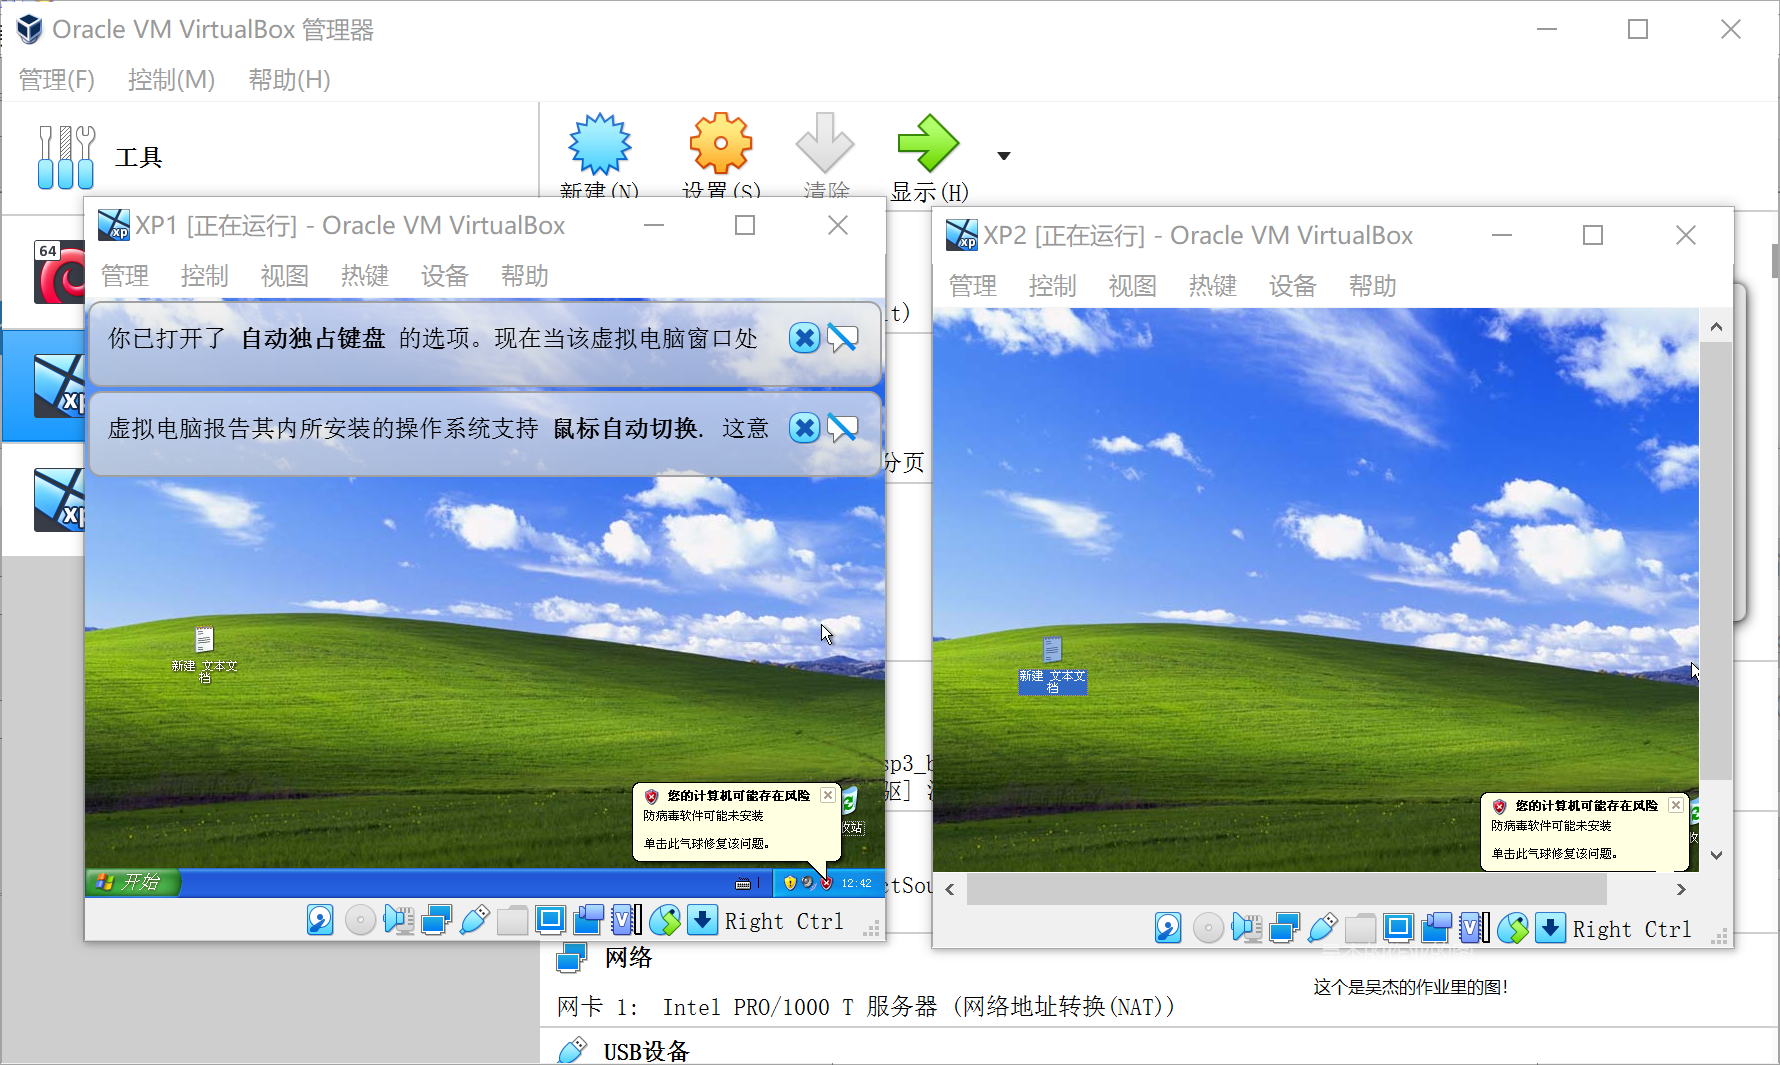 Oracle VM VirtualBox 管理器
管理(F) 控制(M) 帮助(H)
工具
新建(N) 设置(S) 清除 显示(H)
64
XP1 [正在运行] - Oracle VM VirtualBox
管理 控制 视图 热键 设备 帮助
你已打开了 自动独占键盘 的选项。现在当该虚拟电脑窗口处
虚拟电脑报告其内所安装的操作系统支持 鼠标自动切换. 这意
新建 文本文
档
您的计算机可能存在风险
防病毒软件可能未安装
单击此气球修复该问题。
收站
开始
12:42
Right Ctrl
XP2 [正在运行] - Oracle VM VirtualBox
管理 控制 视图 热键 设备 帮助
新建 文本文
档
您的计算机可能存在风险
防病毒软件可能未安装
单击此气球修复该问题。
Right Ctrl
xp
xp
t)
分页
sp3_b
驱]
ctSou
网络
网卡 1: Intel PRO/1000 T 服务器 (网络地址转换(NAT))
这个是吴杰的作业里的图!
USB设备